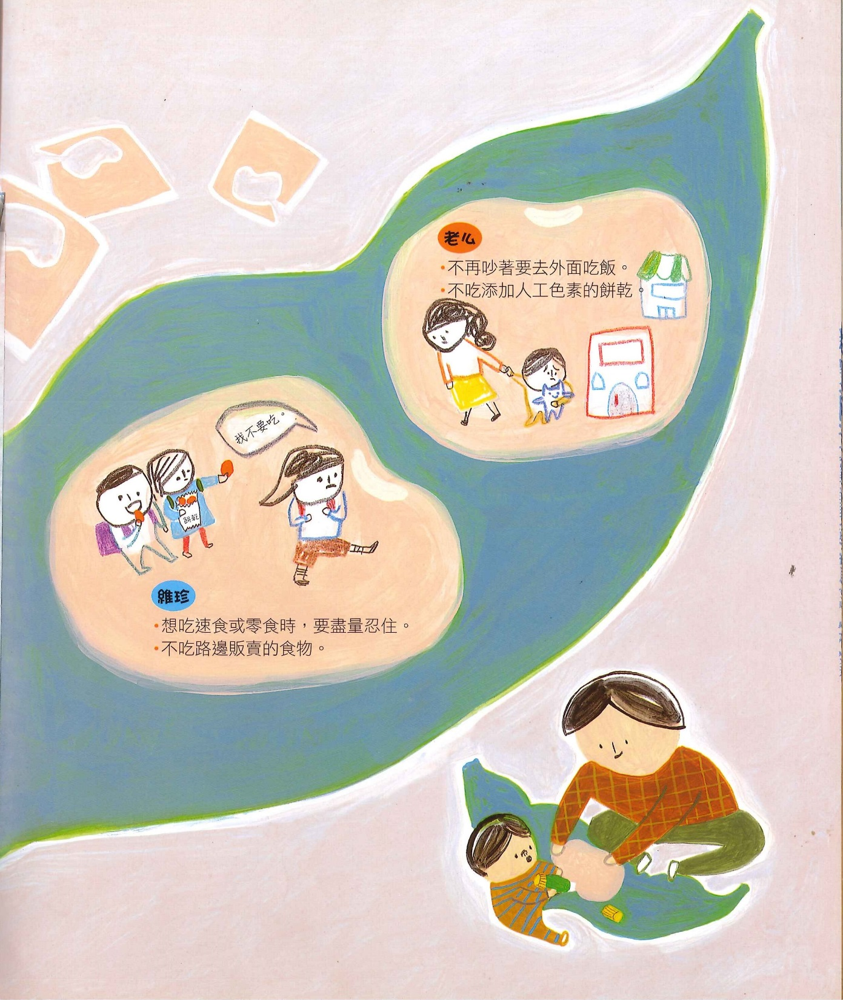 老么
•不再吵著要去外面吃飯。
•不吃添加人工色素的餅乾。
我不要吃。
餅乾
維珍
•想吃速食或零食時，要盡量忍住。
•不吃路邊販賣的食物。